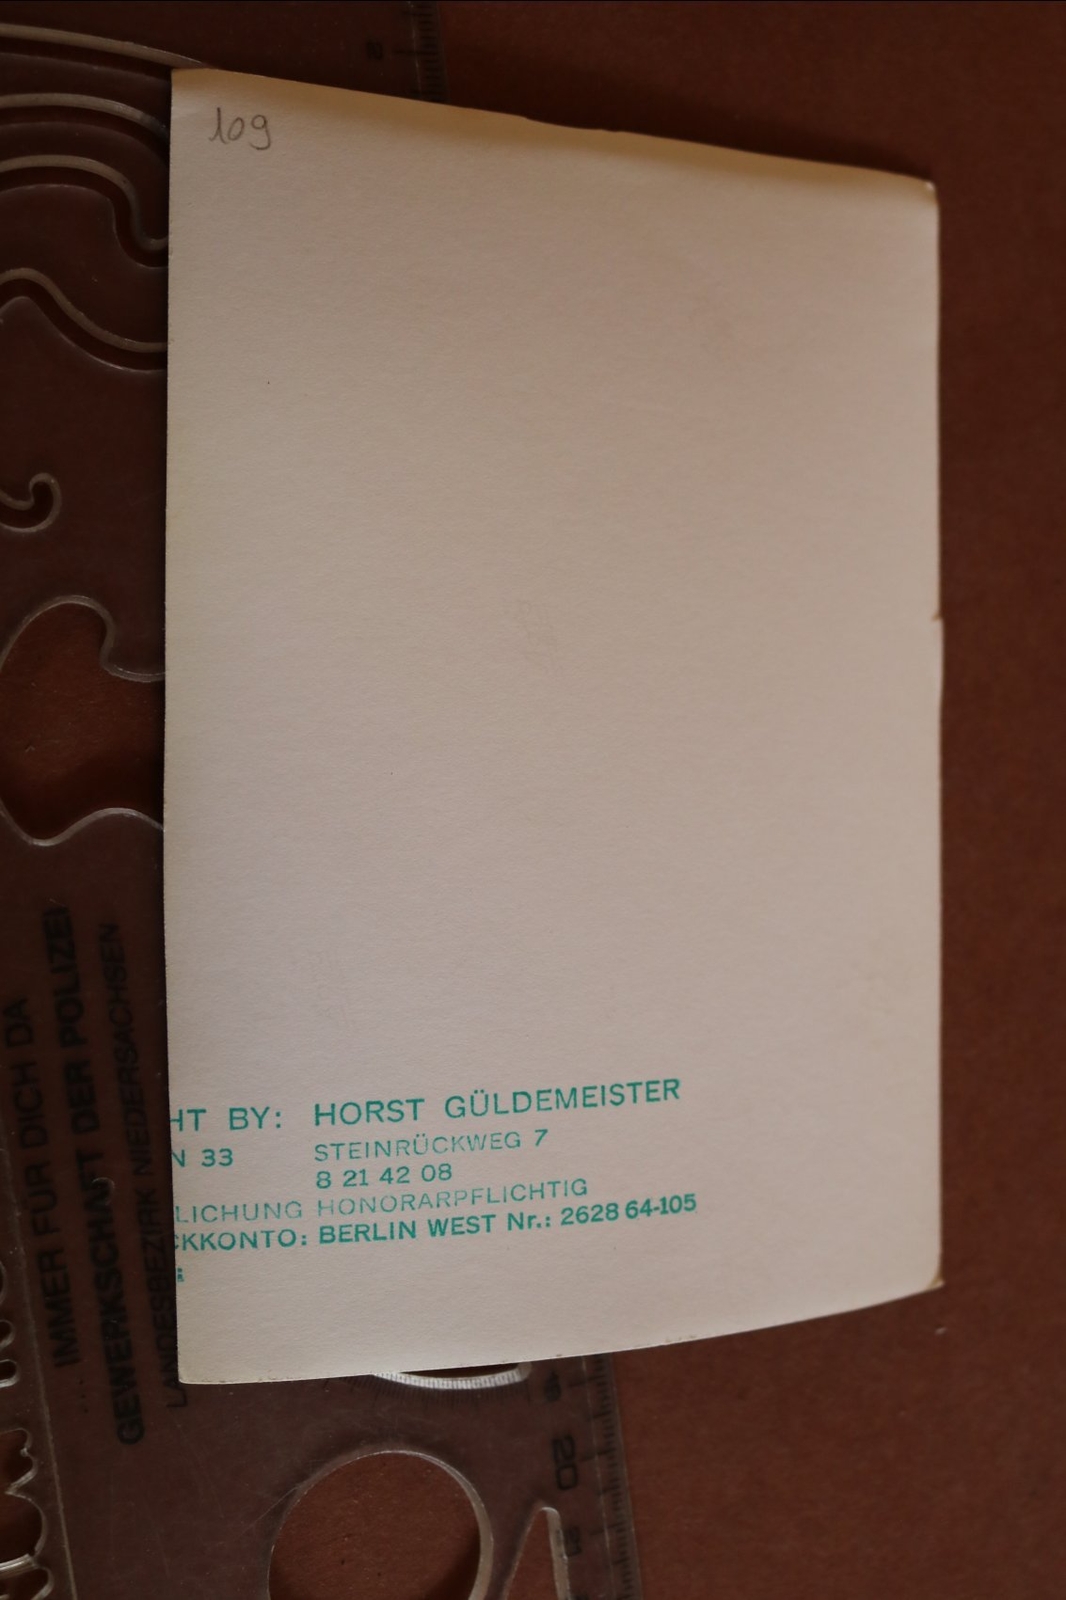 109
HT BY: HORST GÜLDEMEISTER
N 33 STEINRÜCKWEG 7
8 21 42 08
LICHUNG HONORARPFLICHTIG
CKKONTO: BERLIN WEST Nr.: 2628 64-105
:
IMMER FÜR DICH DA
GEWERKSCHAFT DER POLIZEI
LANDESBEZIRK NIEDERSACHSEN
20